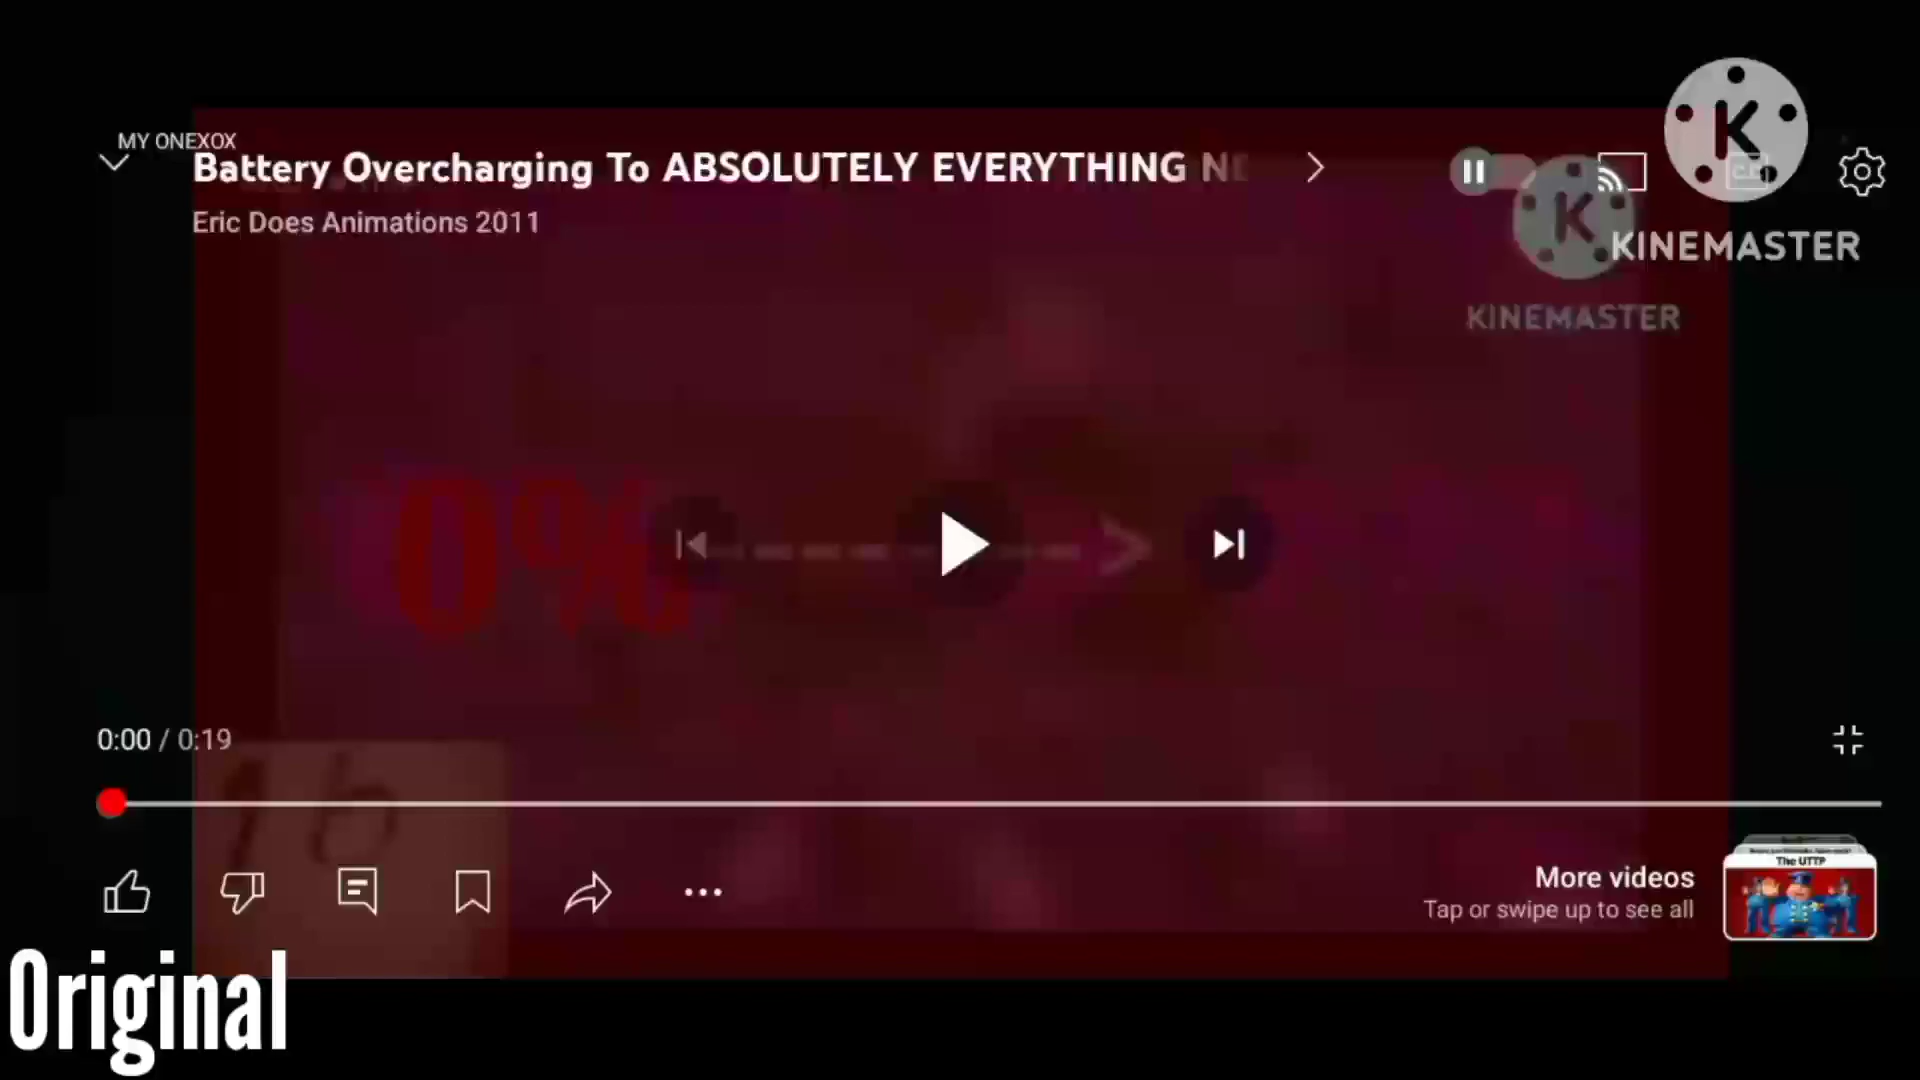 MY ONEXOX
Battery Overcharging To ABSOLUTELY EVERYTHING
Eric Does Animations 2011
K
KINEMASTER
K
KINEMASTER
0%
0:00 / 0:19
16
More videos
Tap or swipe up to see all
The UTTP
Original